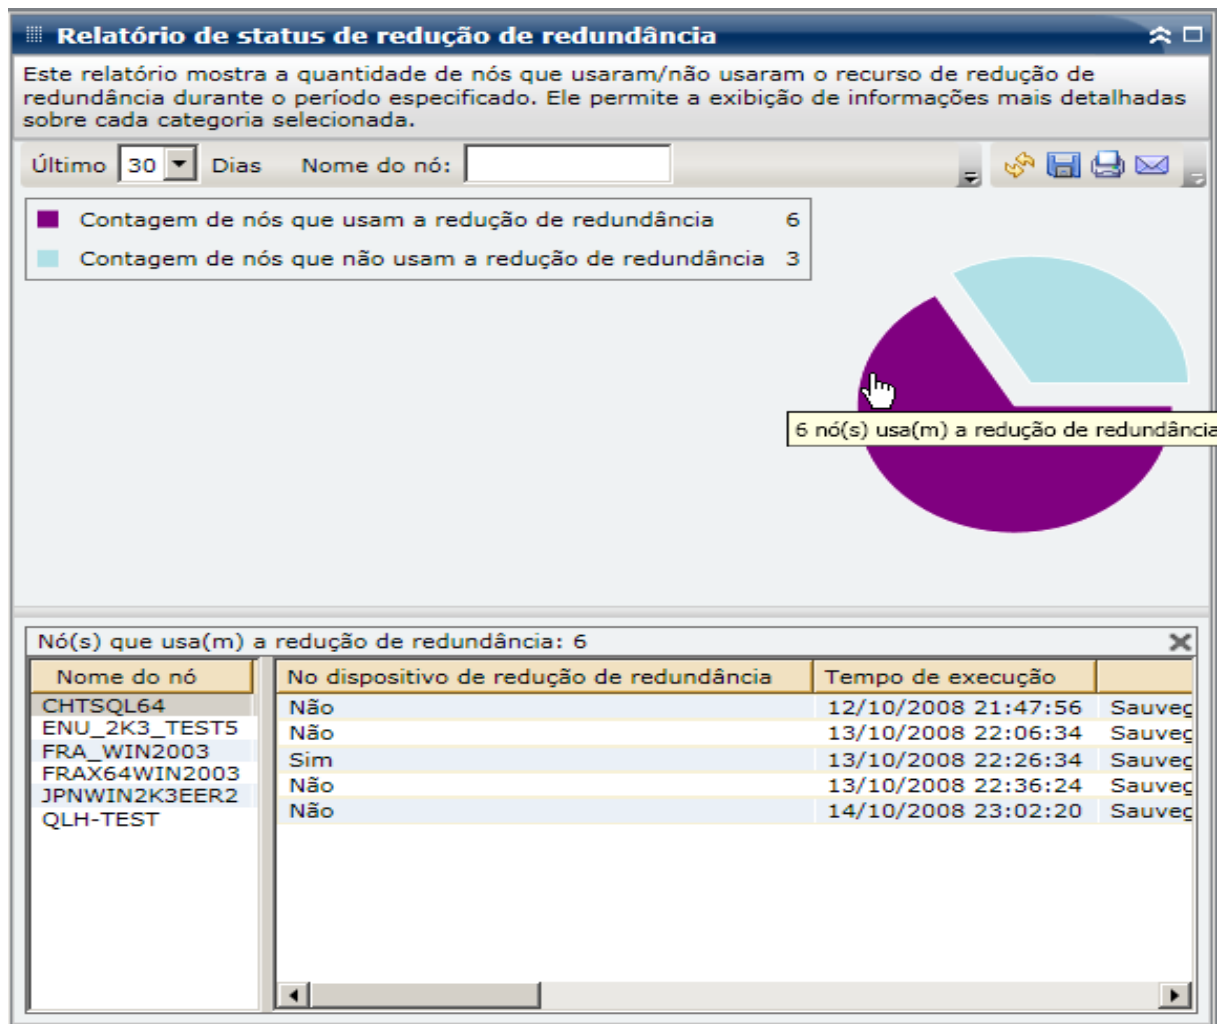 Relatório de status de redução de redundância
Este relatório mostra a quantidade de nós que usaram/não usaram o recurso de redução de
redundância durante o período especificado. Ele permite a exibição de informações mais detalhadas
sobre cada categoria selecionada.
Último 30 Dias Nome do nó:
Contagem de nós que usam a redução de redundância 6
Contagem de nós que não usam a redução de redundância 3
6 nó(s) usa(m) a redução de redundância
Nó(s) que usa(m) a redução de redundância: 6
Nome do nó
CHTSQL64
ENU_2K3_TEST5
FRA_WIN2003
FRAX64WIN2003
JPNWIN2K3EER2
QLH-TEST
No dispositivo de redução de redundância Tempo de execução
Não 12/10/2008 21:47:56 Sauveg
Não 13/10/2008 22:06:34 Sauveg
Sim 13/10/2008 22:26:34 Sauveg
Não 13/10/2008 22:36:24 Sauveg
Não 14/10/2008 23:02:20 Sauveg